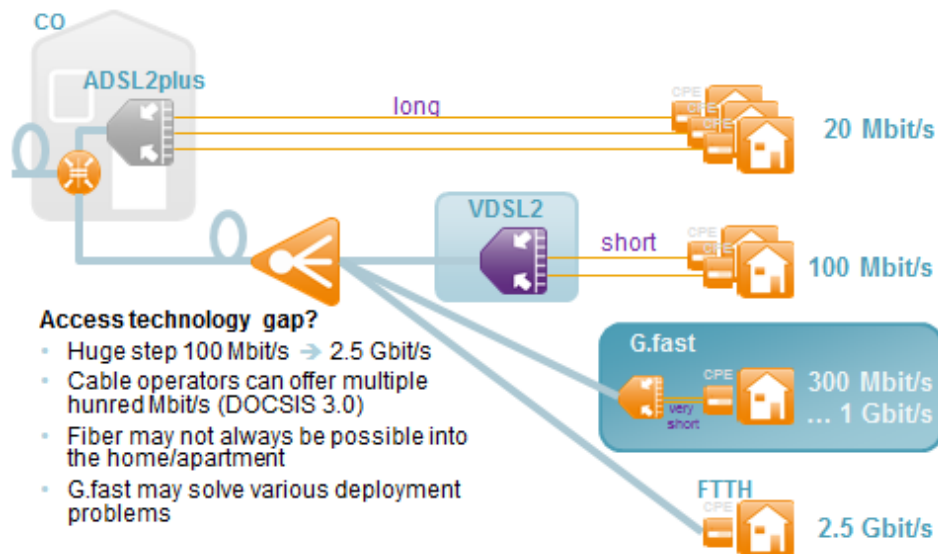 CO
ADSL2plus
long
CPE
CPE
CPE
20 Mbit/s
VDSL2
short
CPE
CPE
100 Mbit/s
Access technology gap?
• Huge step 100 Mbit/s → 2.5 Gbit/s
• Cable operators can offer multiple
hunred Mbit/s (DOCSIS 3.0)
• Fiber may not always be possible into
the home/apartment
• G.fast may solve various deployment
problems
G.fast
CPE
very
short
300 Mbit/s
... 1 Gbit/s
FTTH
CPE
2.5 Gbit/s